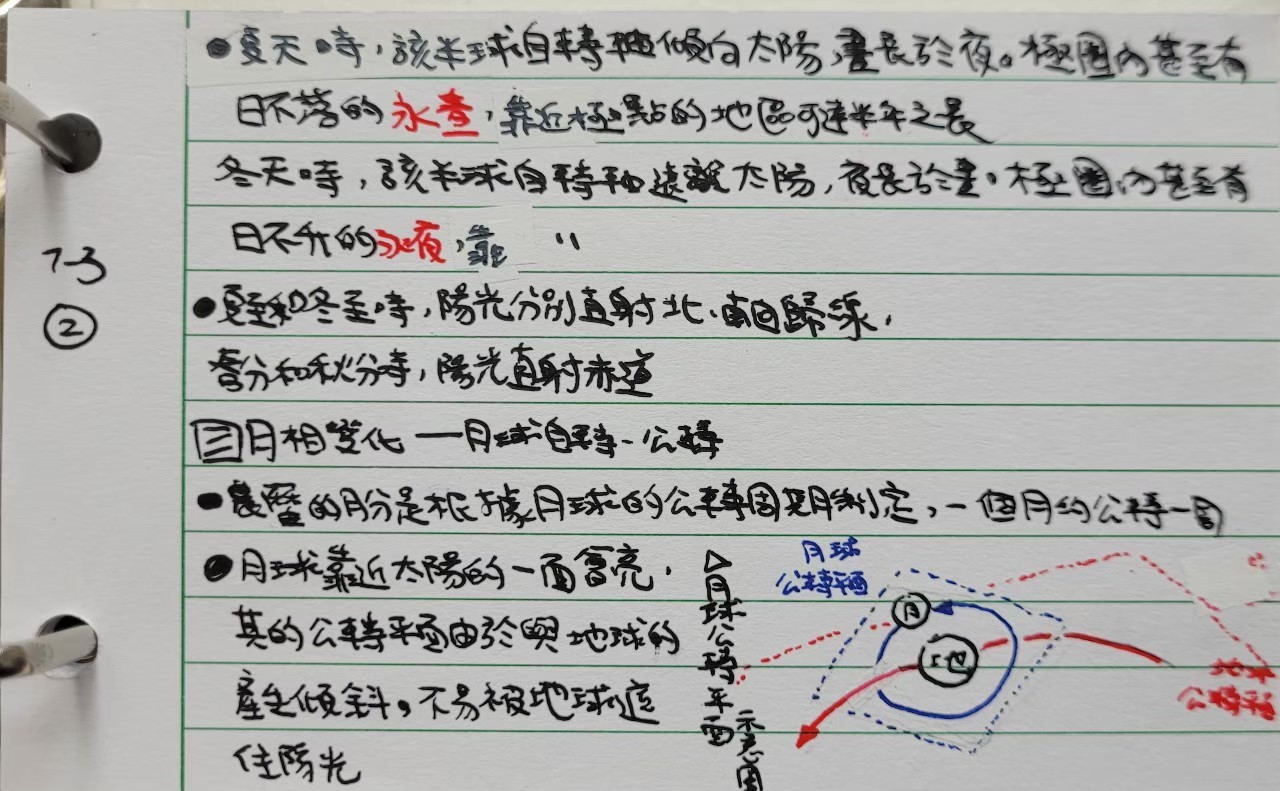 ●夏天時，該半球自轉軸傾向太陽，晝長於夜。極圈內甚至有
日不落的永晝，靠近極點的地區可達半年之長
冬天時，該半球自轉軸遠離太陽，夜長於晝。極圈內甚至有
日不升的永夜，靠 〃
7-3
②
●夏至和冬至時，陽光分別直射北、南回歸線，
春分和秋分時，陽光直射赤道
三月相變化 — 月球自轉、公轉
●農曆的月份是根據月球的公轉周期制定，一個月約公轉一周
●月球靠近太陽的一面會亮，
其的公轉平面由於與地球的
產生傾斜。不易被地球遮
住陽光
▷月球公轉平面示意圖
月球
公轉平面
月
地
地球
公轉平面